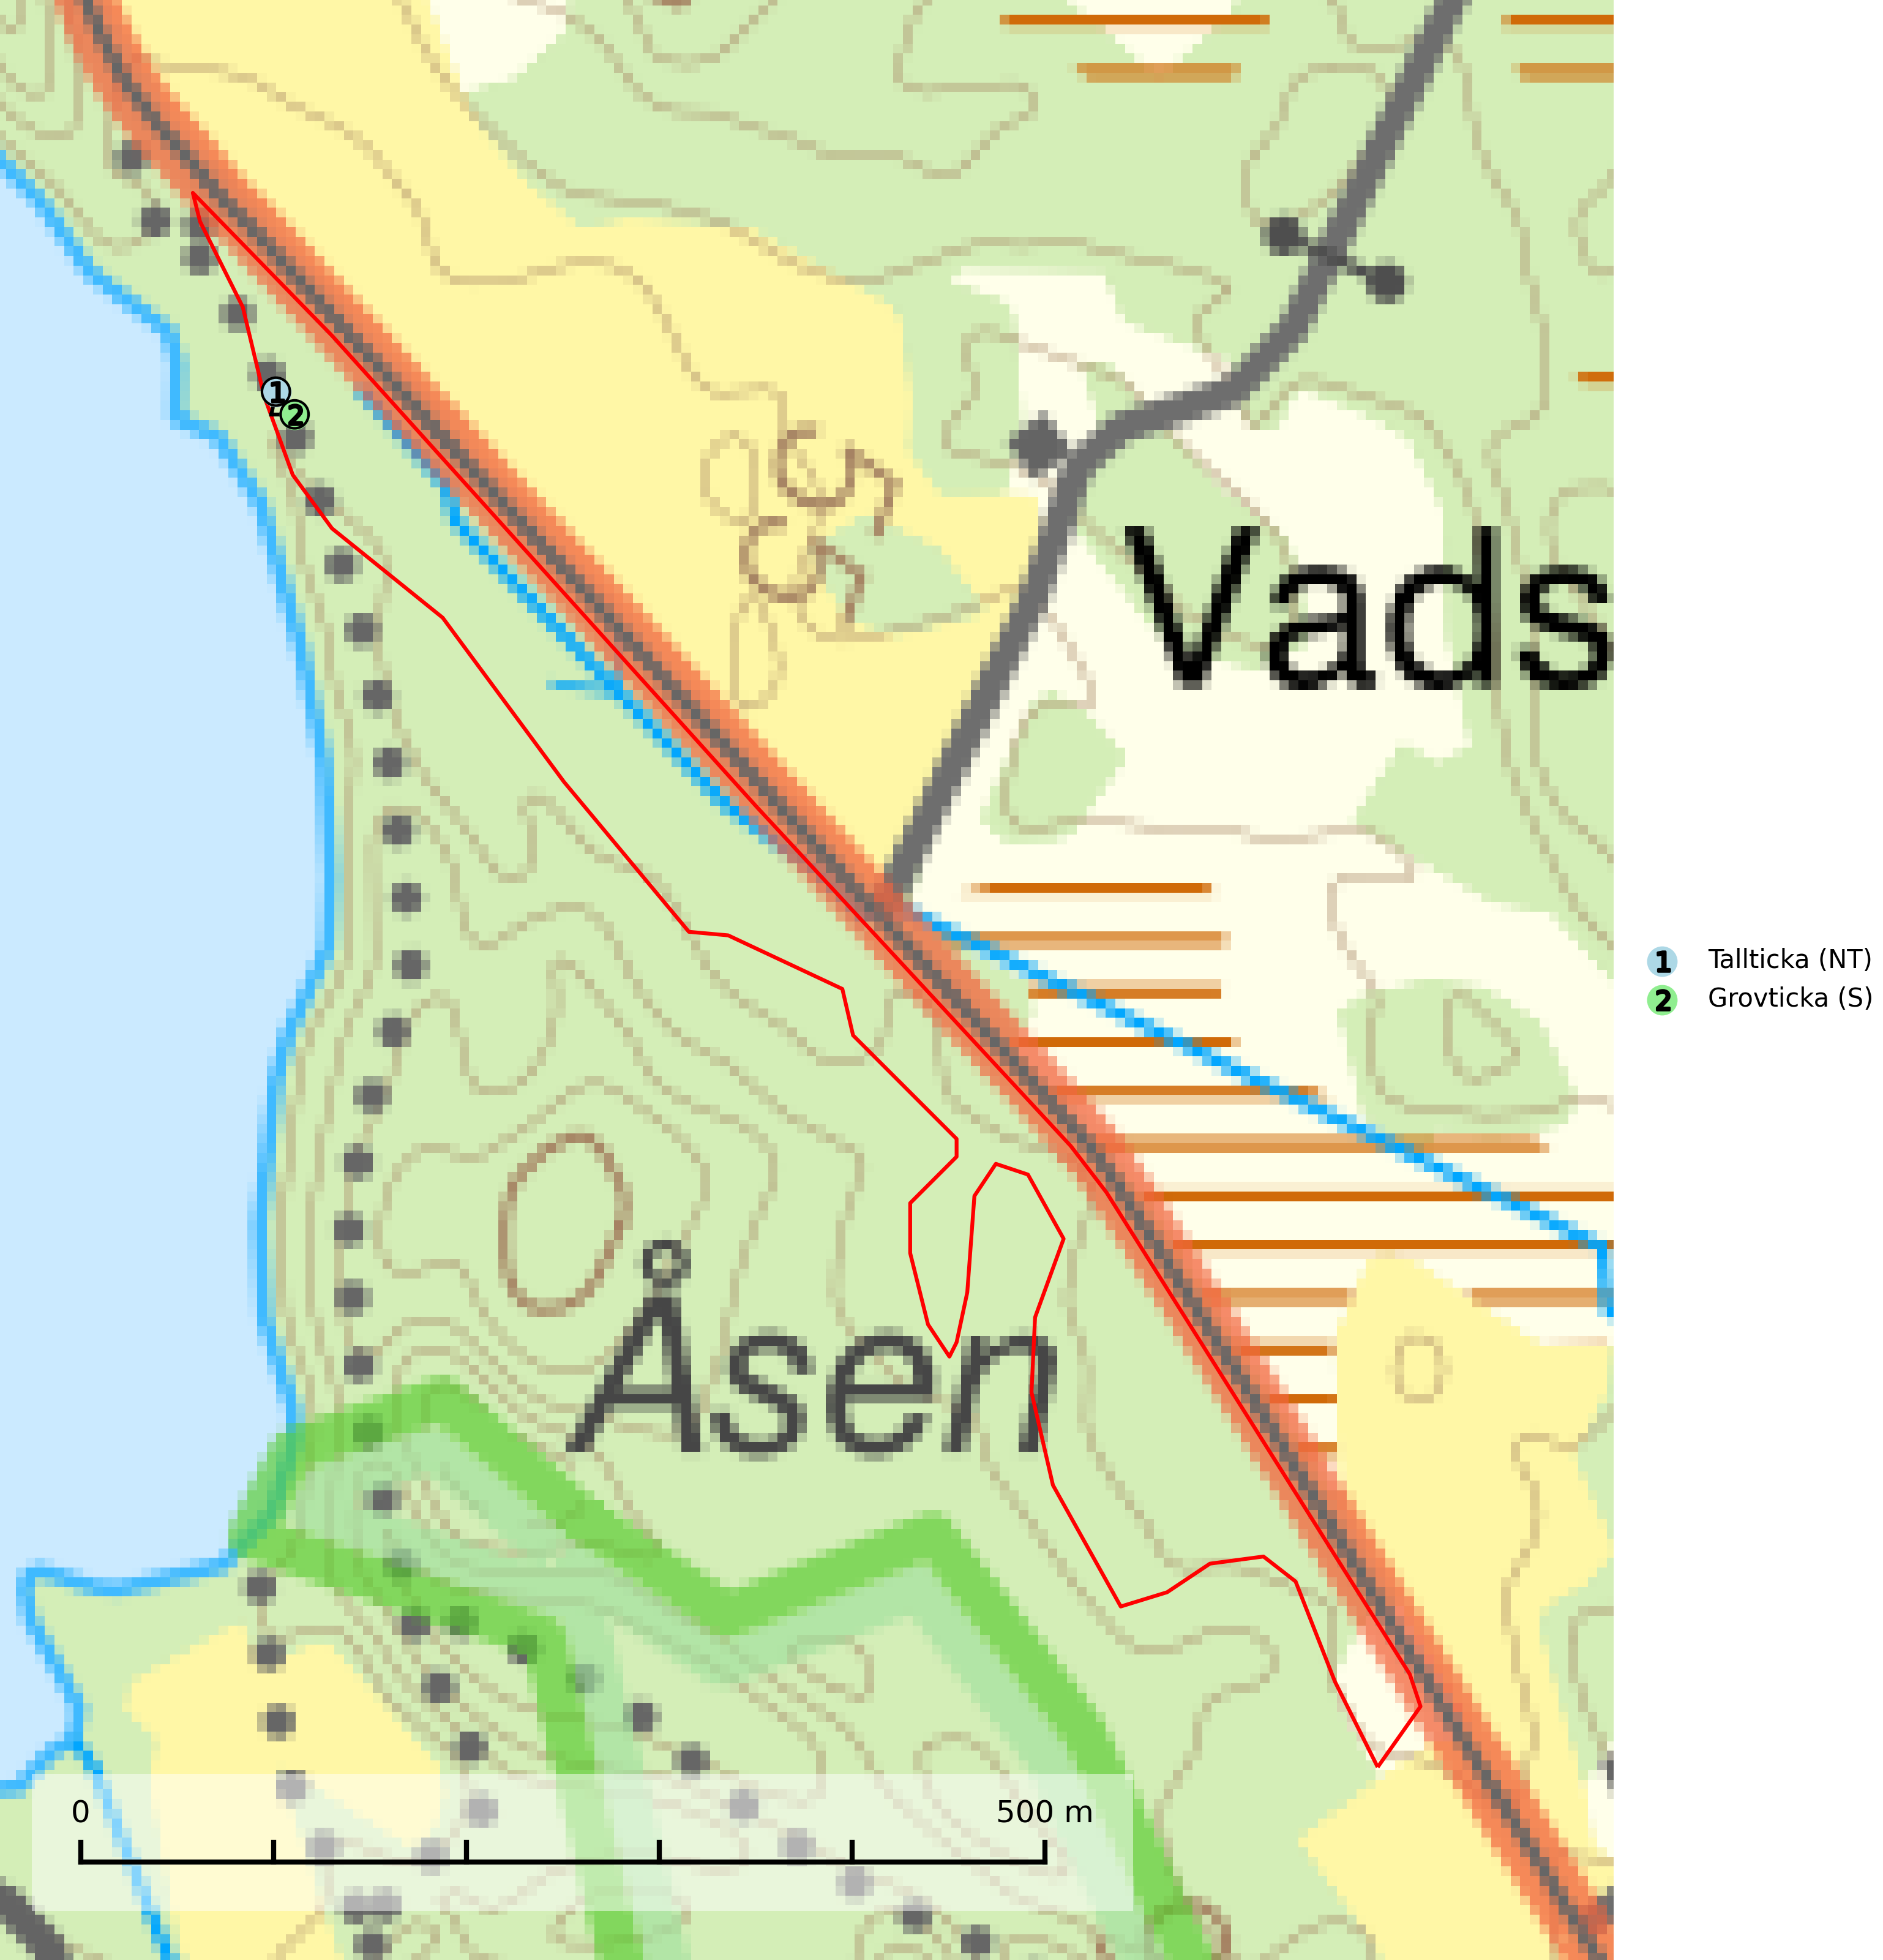 Vads
1
2
Åsen
0 500 m
1 Tallticka (NT)
2 Grovticka (S)